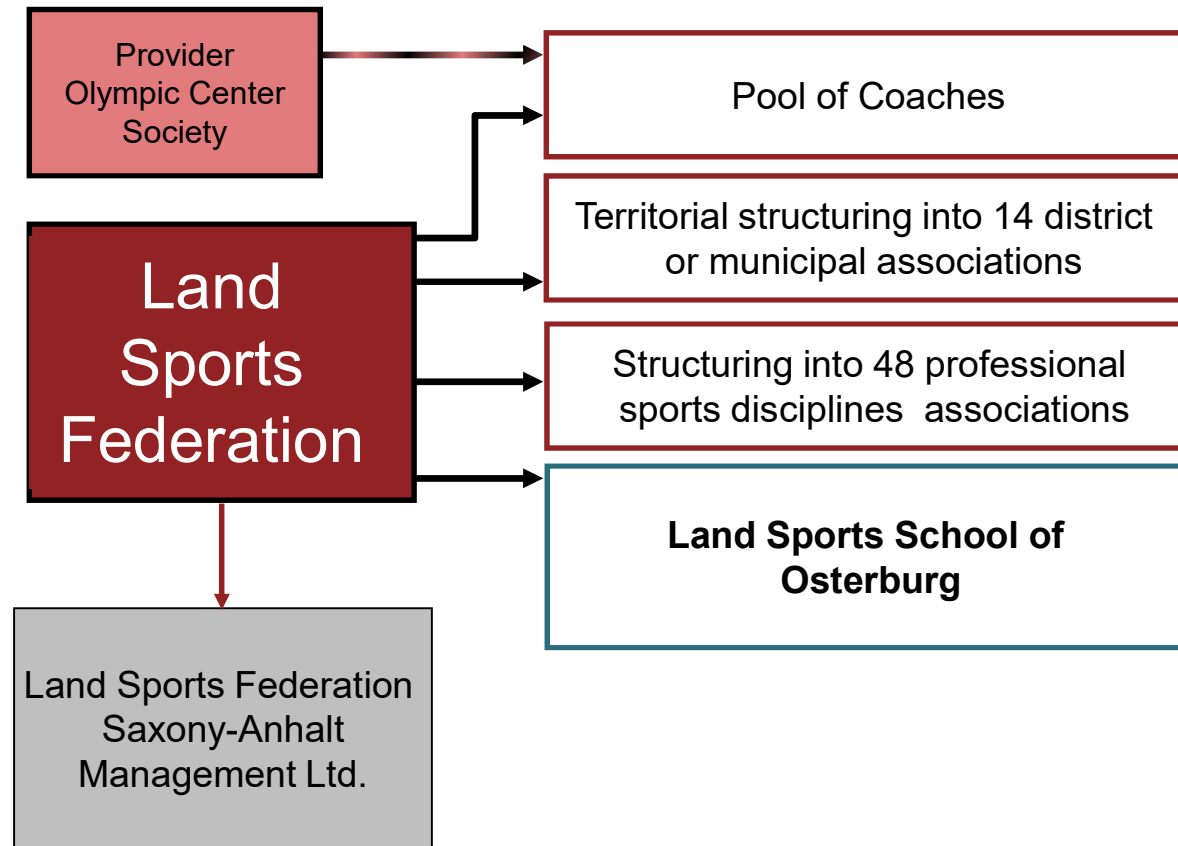 Provider
Olympic Center
Society
Pool of Coaches
Territorial structuring into 14 district
or municipal associations
Land
Sports
Federation
Structuring into 48 professional
sports disciplines associations
Land Sports School of
Osterburg
Land Sports Federation
Saxony-Anhalt
Management Ltd.